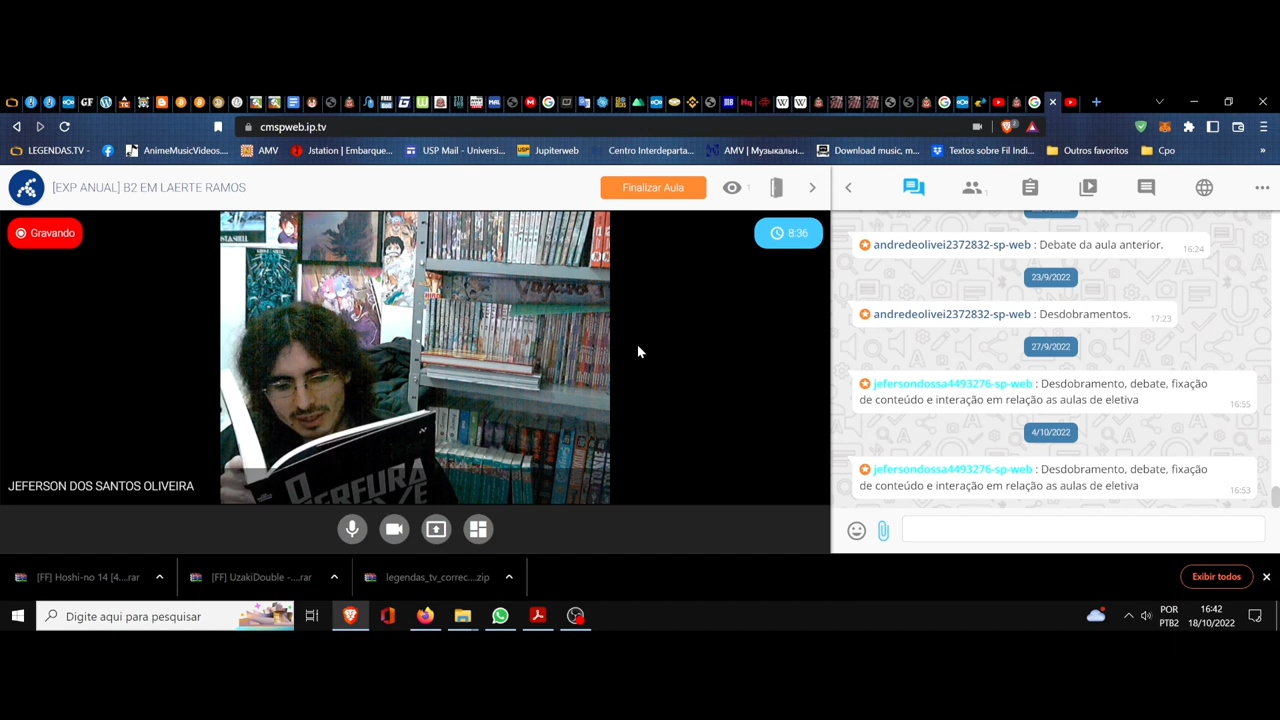 cmspweb.ip.tv
2
LEGENDAS.TV -
AnimeMusicVideos...
AMV
Jstation | Embarque...
USP Mail - Universi...
Jupiterweb
Centro Interdeparta...
AMV | Музыкальн...
Download music, m...
Textos sobre Fil Indi...
Outros favoritos
Cpo
»
[EXP ANUAL] B2 EM LAERTE RAMOS
Finalizar Aula
1
1
Gravando
8:36
andredeolivei2372832-sp-web : Debate da aula anterior.
16:24
23/9/2022
andredeolivei2372832-sp-web : Desdobramentos.
17:23
27/9/2022
jefersondossa4493276-sp-web : Desdobramento, debate, fixação
de conteúdo e interação em relação as aulas de eletiva
16:55
4/10/2022
jefersondossa4493276-sp-web : Desdobramento, debate, fixação
de conteúdo e interação em relação as aulas de eletiva
16:53
JEFERSON DOS SANTOS OLIVEIRA
[FF] Hoshi-no 14 [4....rar
[FF] UzakiDouble -....rar
legendas_tv_correc....zip
Exibir todos
Digite aqui para pesquisar
POR
PTB2
16:42
18/10/2022